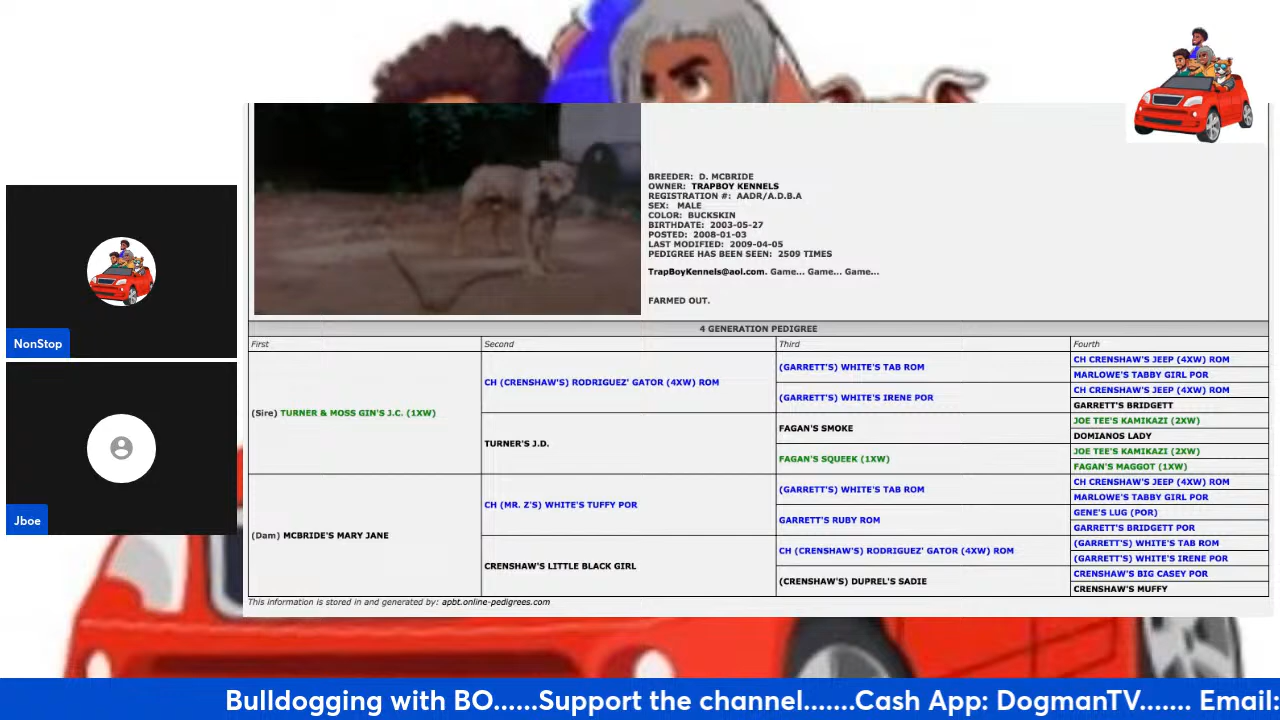 BREEDER: D. MCBRIDE
OWNER: TRAPBOY KENNELS
REGISTRATION #: AADR/A.D.B.A
SEX: MALE
COLOR: BUCKSKIN
BIRTHDATE: 2003-05-27
POSTED: 2008-01-03
LAST MODIFIED: 2009-04-05
PEDIGREE HAS BEEN SEEN: 2509 TIMES
TrapBoyKennels@aol.com. Game... Game... Game...
FARMED OUT.
4 GENERATION PEDIGREE
First Second Third Fourth
(Sire) TURNER & MOSS GIN'S J.C. (1XW)
CH (CRENSHAW'S) RODRIGUEZ' GATOR (4XW) ROM
(GARRETT'S) WHITE'S TAB ROM
CH CRENSHAW'S JEEP (4XW) ROM
MARLOWE'S TABBY GIRL POR
(GARRETT'S) WHITE'S IRENE POR
CH CRENSHAW'S JEEP (4XW) ROM
GARRETT'S BRIDGETT
TURNER'S J.D.
FAGAN'S SMOKE
JOE TEE'S KAMIKAZI (2XW)
DOMIANOS LADY
FAGAN'S SQUEEK (1XW)
JOE TEE'S KAMIKAZI (2XW)
FAGAN'S MAGGOT (1XW)
(Dam) MCBRIDE'S MARY JANE
CH (MR. Z'S) WHITE'S TUFFY POR
(GARRETT'S) WHITE'S TAB ROM
CH CRENSHAW'S JEEP (4XW) ROM
MARLOWE'S TABBY GIRL POR
GARRETT'S RUBY ROM
GENE'S LUG (POR)
GARRETT'S BRIDGETT POR
CRENSHAW'S LITTLE BLACK GIRL
CH (CRENSHAW'S) RODRIGUEZ' GATOR (4XW) ROM
(GARRETT'S) WHITE'S TAB ROM
(GARRETT'S) WHITE'S IRENE POR
(CRENSHAW'S) DUPREL'S SADIE
CRENSHAW'S BIG CASEY POR
CRENSHAW'S MUFFY
This information is stored in and generated by: apbt.online-pedigrees.com
NonStop
Jboe
Bulldogging with BO......Support the channel.......Cash App: DogmanTV....... Email: